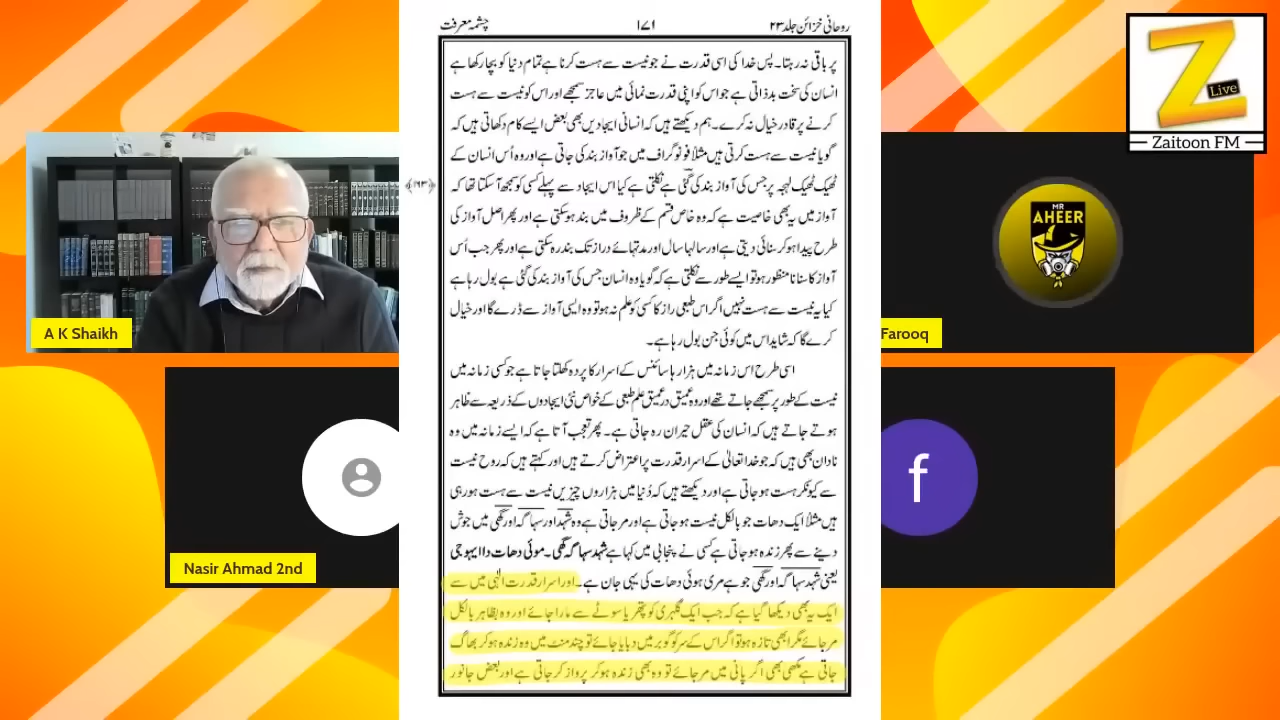 روحانی خزائن جلد ۲۳
۱۷۱
چشمہ معرفت
پر باقی نہ رہتا۔ پس خدا کی اسی قدرت نے جو نیست سے ہست کرنا ہے تمام دنیا کو بچا رکھا ہے
انسان کی سخت بدذاتی ہے جو اس کو اپنی قدرت نمائی میں عاجز سمجھے اور اس کو نیست سے ہست
کرنے پر قادر خیال نہ کرے۔ ہم دیکھتے ہیں کہ انسانی ایجادیں بھی بعض ایسے کام دکھاتی ہیں کہ
گویا نیست سے ہست کرتی ہیں مثلاً فونوگراف میں جو آواز بند کی جاتی ہے اور وہ اُس انسان کے
ٹھیک ٹھیک لہجہ پر جس کی آواز بند کی گئی ہے نکلتی ہے کیا اس ایجاد سے پہلے کسی کو سمجھ آسکتا تھا کہ
﴿۱۶۳﴾
آواز میں یہ بھی خاصیت ہے کہ وہ خاص قسم کے ظروف میں بند ہو سکتی ہے اور پھر اصل آواز کی
طرح پیدا ہو کر سنائی دیتی ہے اور سالہا سال اور مدتہائے دراز تک بند رہ سکتی ہے اور پھر جب اُس
آواز کا سنانا منظور ہو تو ایسے طور سے نکلتی ہے کہ گویا وہ انسان جس کی آواز بند کی گئی ہے بول رہا ہے
کیا یہ نیست سے ہست نہیں اگر اس طبعی راز کا کسی کو علم نہ ہو تو وہ ایسی آواز سے ڈرے گا اور خیال
کرے گا کہ شاید اس میں کوئی جن بول رہا ہے۔
اسی طرح اس زمانہ میں ہزار ہا سائنس کے اسرار کا پردہ کھلتا جاتا ہے جو کسی زمانہ میں
نیست کے طور پر سمجھے جاتے تھے اور وہ عمیق در عمیق علم طبعی کے خواص نئی ایجادوں کے ذریعہ سے ظاہر
ہوتے جاتے ہیں کہ انسان کی عقل حیران رہ جاتی ہے۔ پھر تعجب آتا ہے کہ ایسے زمانہ میں وہ
نادان بھی ہیں کہ جو خدا تعالیٰ کے اسرار قدرت پر اعتراض کرتے ہیں اور کہتے ہیں کہ روح نیست
سے کیونکر ہست ہو جاتی ہے اور دیکھتے ہیں کہ دُنیا میں ہزاروں چیزیں نیست سے ہست ہو رہی
ہیں مثلاً ایک دھات جو بالکل نیست ہو جاتی ہے اور مر جاتی ہے وہ شہد اور سہاگہ اور گھی میں جوش
دینے سے پھر زندہ ہو جاتی ہے کسی نے پنجابی میں کہا ہے شہد سہاگہ گھی۔ موئی دھات دا ایہو جی
یعنی شہد سہاگہ اور گھی جو ہے مری ہوئی دھات کی یہی جان ہے۔ اور اسرار قدرت الٰہی میں سے
ایک یہ بھی دیکھا گیا ہے کہ جب ایک گلہری کو پتھر یا سوٹے سے مارا جائے اور وہ بظاہر بالکل
مر جائے مگر ابھی تازہ ہو تو اگر اس کے سر کو گوبر میں دبایا جائے تو چند منٹ میں وہ زندہ ہو کر بھاگ
جاتی ہے مکھی بھی اگر پانی میں مر جائے تو وہ بھی زندہ ہو کر پرواز کر جاتی ہے اور بعض جانور
Z Live
Zaitoon FM
A K Shaikh
MR
AHEER
Farooq
Nasir Ahmad 2nd
f